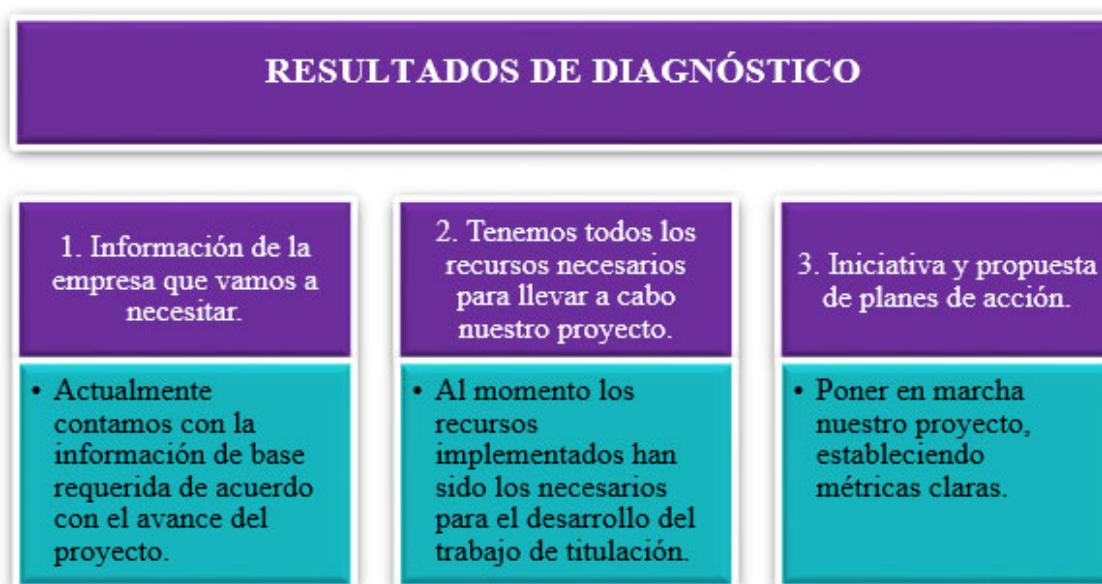 RESULTADOS DE DIAGNÓSTICO
1. Información de la
empresa que vamos a
necesitar.
• Actualmente
contamos con la
información de base
requerida de acuerdo
con el avance del
proyecto.
2. Tenemos todos los
recursos necesarios
para llevar a cabo
nuestro proyecto.
• Al momento los
recursos
implementados han
sido los necesarios
para el desarrollo del
trabajo de titulación.
3. Iniciativa y propuesta
de planes de acción.
• Poner en marcha
nuestro proyecto,
estableciendo
métricas claras.